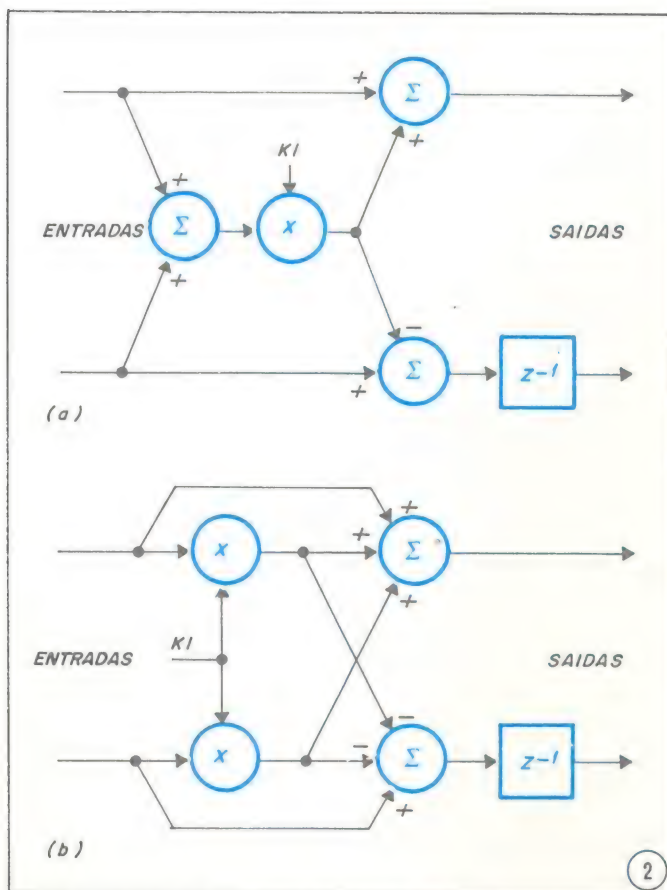 +
Σ
+
KI
+
ENTRADAS
Σ
X
SAIDAS
+
−
Σ
Z-1
+
(a)
+
X
+
Σ
+
KI
ENTRADAS
SAIDAS
−
X
−
Σ
Z-1
+
(b)
2